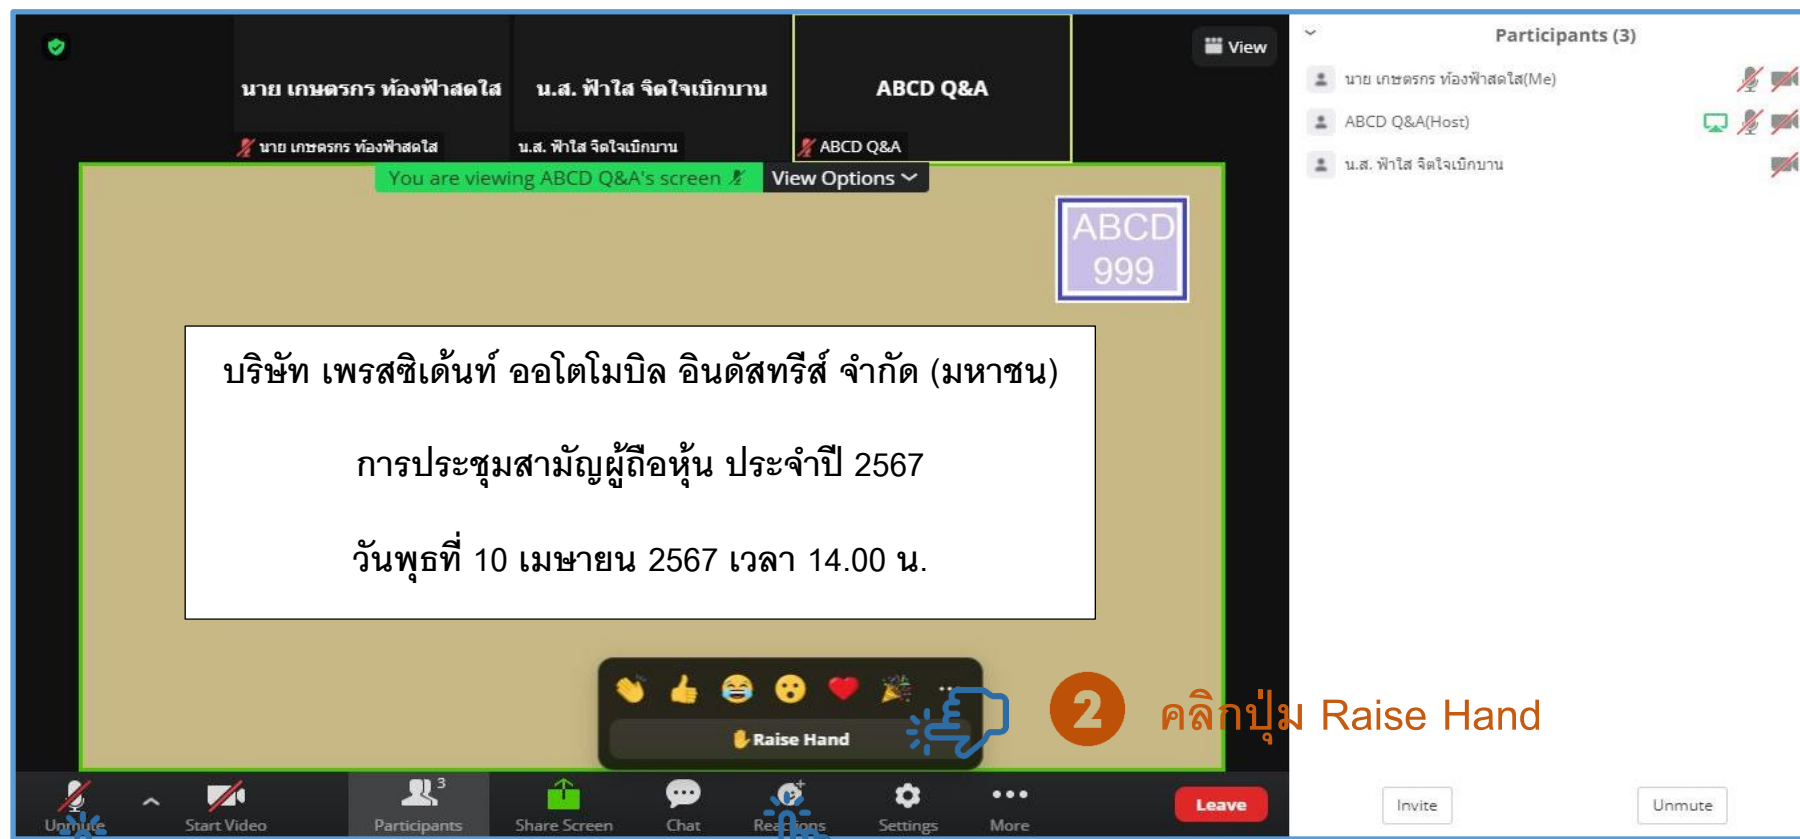 นาย เกษตรกร ท้องฟ้าสดใส
น.ส. ฟ้าใส จิตใจเบิกบาน
ABCD Q&A
View
นาย เกษตรกร ท้องฟ้าสดใส
น.ส. ฟ้าใส จิตใจเบิกบาน
ABCD Q&A
You are viewing ABCD Q&A's screen
View Options
ABCD
999
บริษัท เพรสซิเด้นท์ ออโตโมบิล อินดัสทรีส์ จำกัด (มหาชน)
การประชุมสามัญผู้ถือหุ้น ประจำปี 2567
วันพุธที่ 10 เมษายน 2567 เวลา 14.00 น.
Raise Hand
2 คลิกปุ่ม Raise Hand
Unmute
Start Video
3
Participants
Share Screen
Chat
Reactions
Settings
More
Leave
Participants (3)
นาย เกษตรกร ท้องฟ้าสดใส(Me)
ABCD Q&A(Host)
น.ส. ฟ้าใส จิตใจเบิกบาน
Invite
Unmute